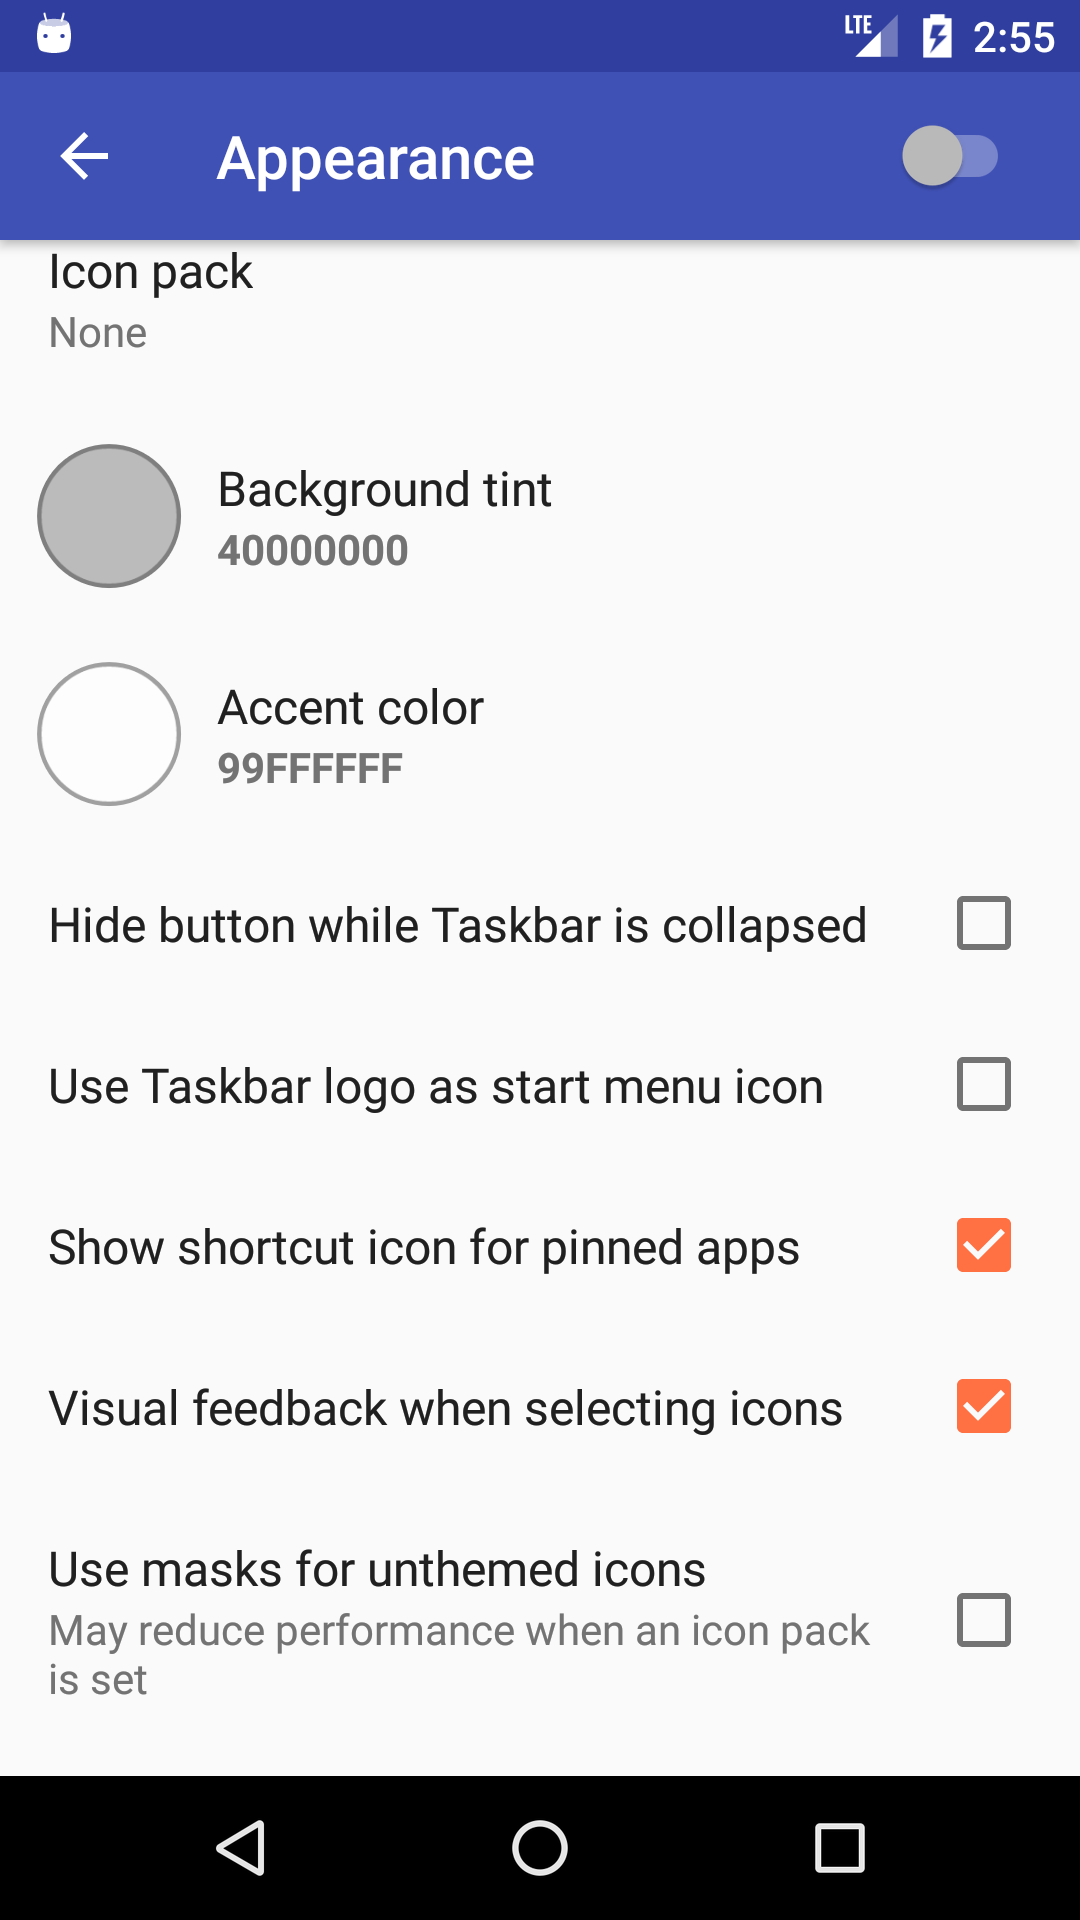 LTE 2:55
Appearance
Icon pack
None
Background tint
40000000
Accent color
99FFFFFF
Hide button while Taskbar is collapsed
Use Taskbar logo as start menu icon
Show shortcut icon for pinned apps
Visual feedback when selecting icons
Use masks for unthemed icons
May reduce performance when an icon pack
is set